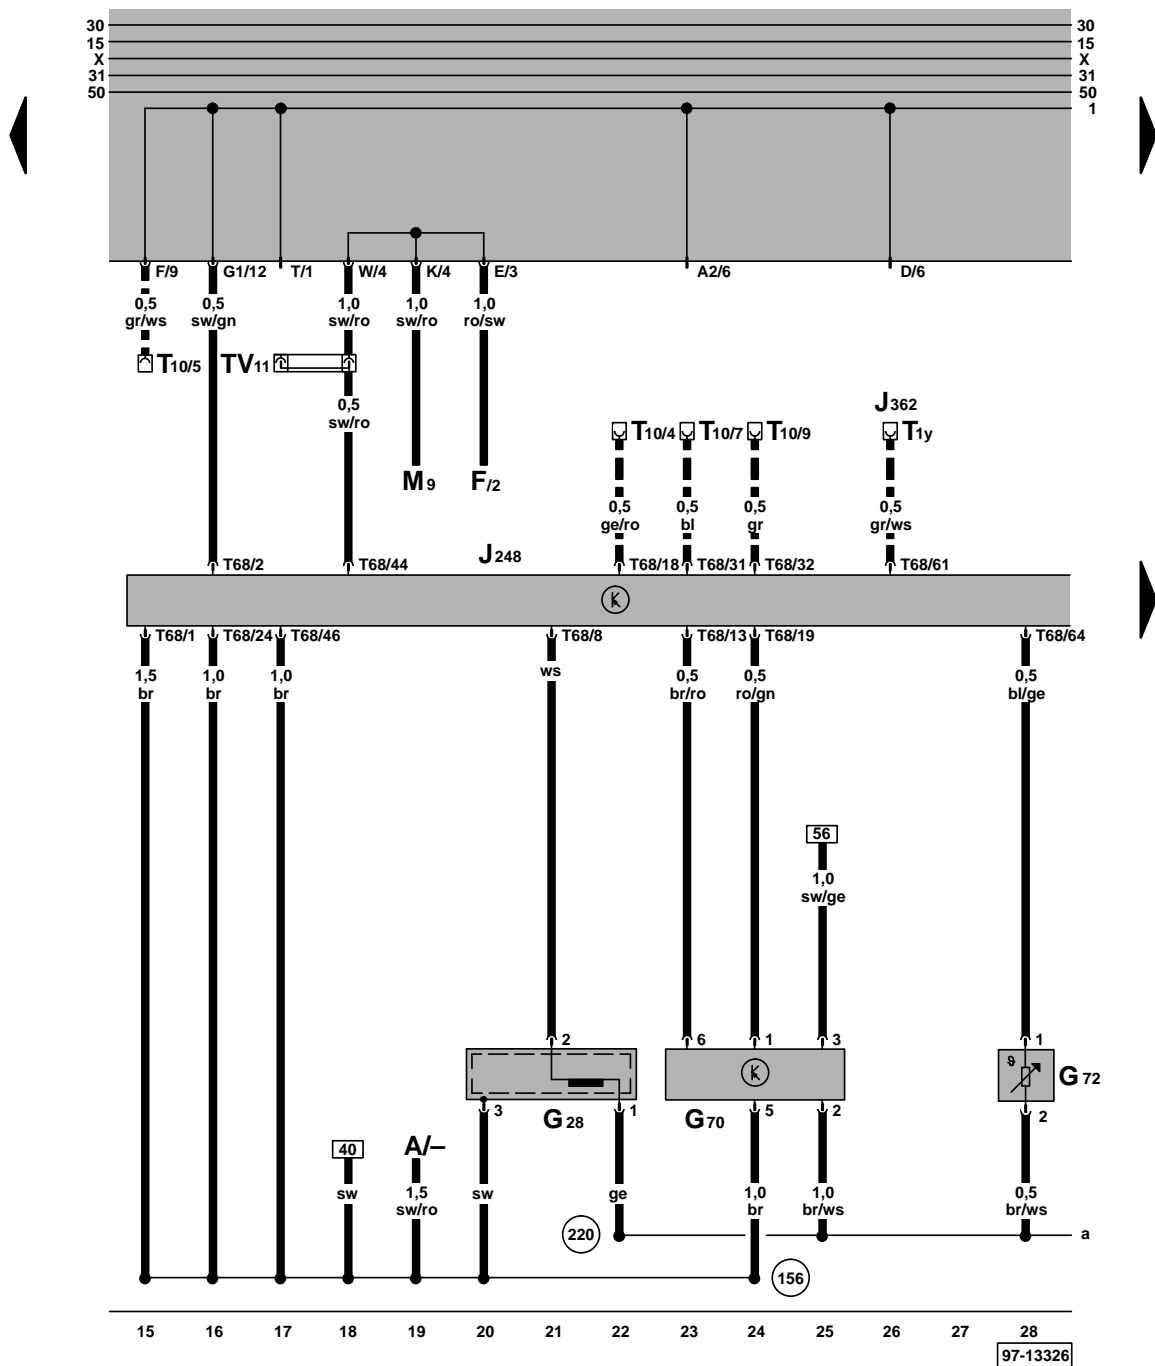 30 30
15 15
X X
31 31
50 50
1
F/9 G1/12 T/1 W/4 K/4 E/3 A2/6 D/6
0,5 0,5 1,0 1,0 1,0
gr/ws sw/gn sw/ro sw/ro ro/sw
T10/5 TV11
0,5
sw/ro
J362
T10/4 T10/7 T10/9 T1y
M9 F/2
0,5 0,5 0,5 0,5
ge/ro bl gr gr/ws
J248
T68/2 T68/44 T68/18 T68/31 T68/32 T68/61
T68/1 T68/24 T68/46 T68/8 T68/13 T68/19 T68/64
1,5 1,0 1,0 ws 0,5 0,5 0,5
br br br br/ro ro/gn bl/ge
56
1,0
sw/ge
2 6 1 3 1
ϑ
G72
3 G28 1 G70 5 2 2
40 A/–
sw 1,5 sw ge 1,0 1,0 0,5
sw/ro br br/ws br/ws
220 a
156
15 16 17 18 19 20 21 22 23 24 25 26 27 28
97-13326